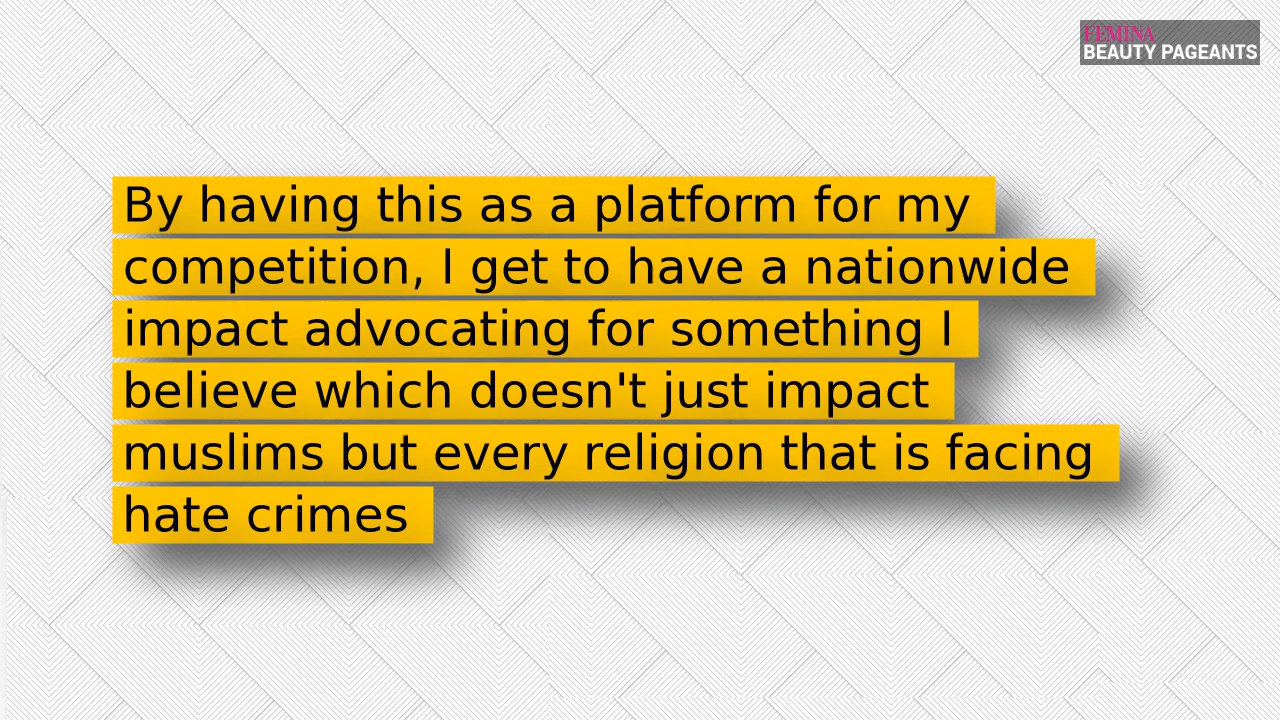 FEMINA
BEAUTY PAGEANTS
By having this as a platform for my
competition, I get to have a nationwide
impact advocating for something I
believe which doesn't just impact
muslims but every religion that is facing
hate crimes